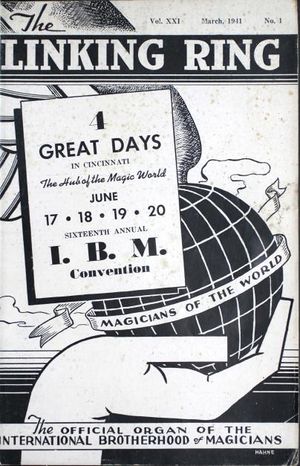 The
Vol. XXI March, 1941 No. 1
LINKING RING
4
GREAT DAYS
IN CINCINNATI
The Hub of the Magic World
JUNE
17 • 18 • 19 • 20
SIXTEENTH ANNUAL
I. B. M.
Convention
MAGICIANS OF THE WORLD
The OFFICIAL ORGAN OF THE
INTERNATIONAL BROTHERHOOD of MAGICIANS
HAHNE